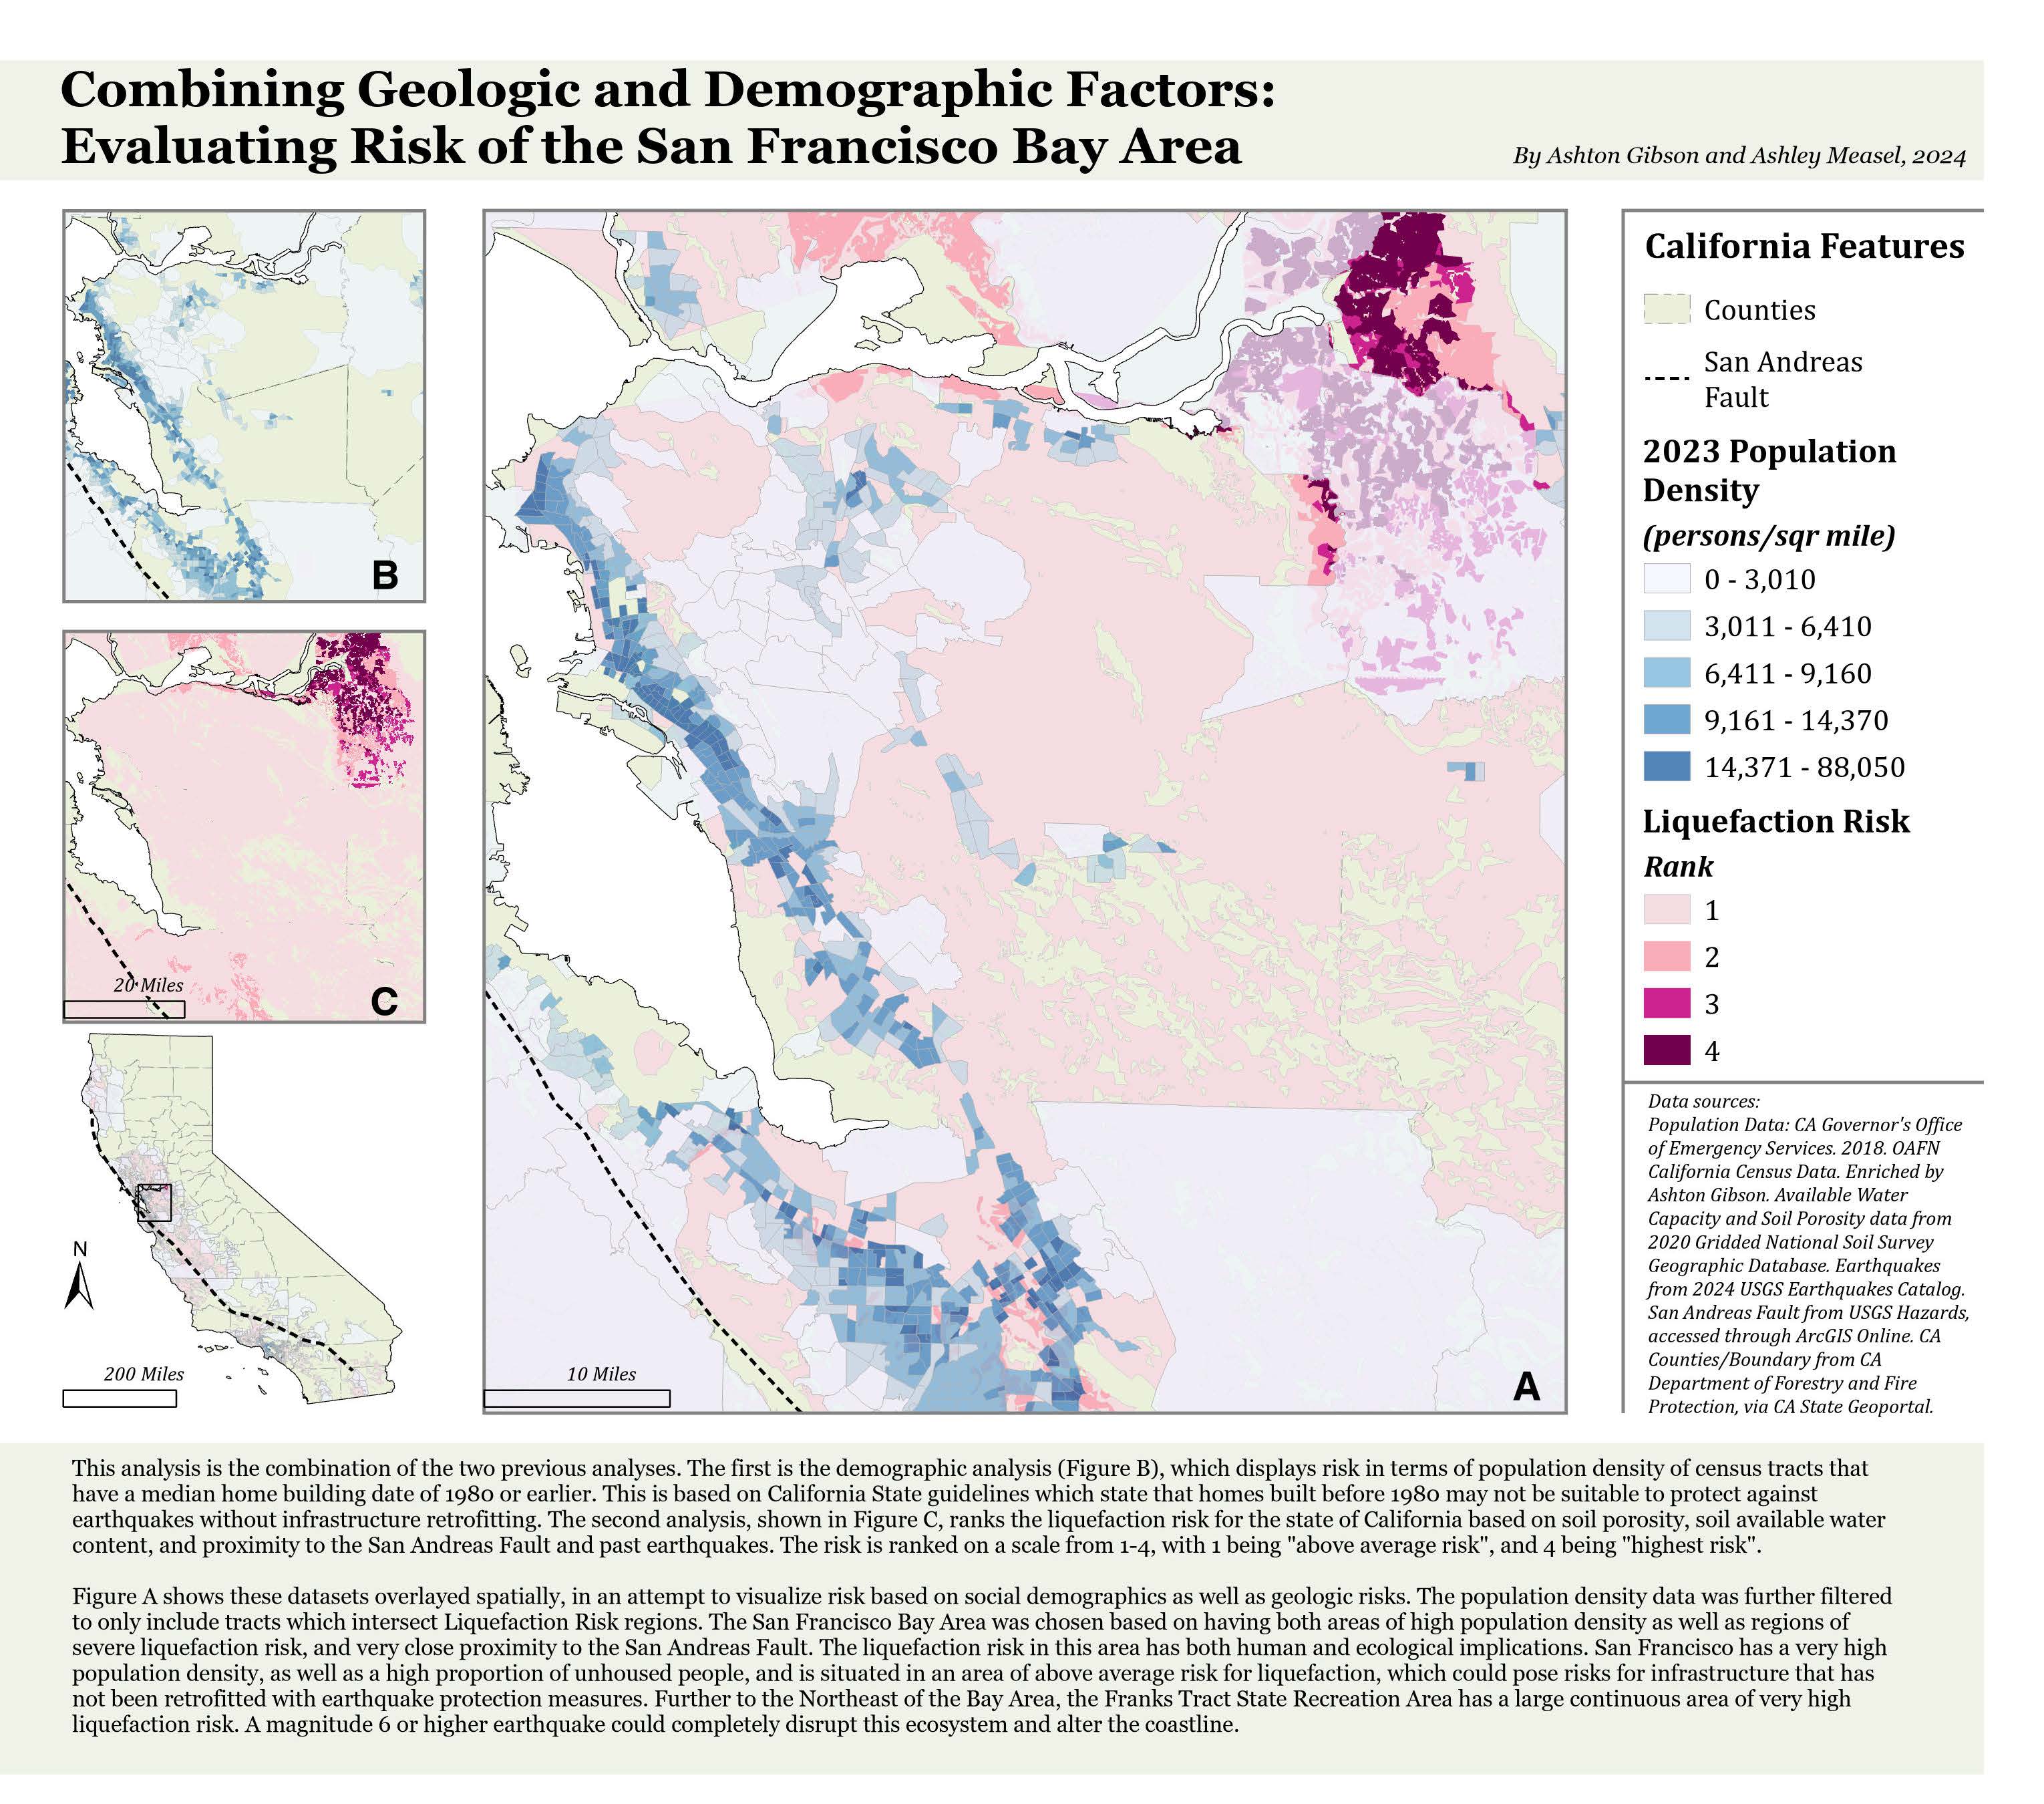 Combining Geologic and Demographic Factors:
Evaluating Risk of the San Francisco Bay Area
By Ashton Gibson and Ashley Measel, 2024
B
20 Miles
C
N
200 Miles
10 Miles
A
California Features
Counties
San Andreas
Fault
2023 Population
Density
(persons/sqr mile)
0 - 3,010
3,011 - 6,410
6,411 - 9,160
9,161 - 14,370
14,371 - 88,050
Liquefaction Risk
Rank
1
2
3
4
Data sources:
Population Data: CA Governor's Office
of Emergency Services. 2018. OAFN
California Census Data. Enriched by
Ashton Gibson. Available Water
Capacity and Soil Porosity data from
2020 Gridded National Soil Survey
Geographic Database. Earthquakes
from 2024 USGS Earthquakes Catalog.
San Andreas Fault from USGS Hazards,
accessed through ArcGIS Online. CA
Counties/Boundary from CA
Department of Forestry and Fire
Protection, via CA State Geoportal.
This analysis is the combination of the two previous analyses. The first is the demographic analysis (Figure B), which displays risk in terms of population density of census tracts that
have a median home building date of 1980 or earlier. This is based on California State guidelines which state that homes built before 1980 may not be suitable to protect against
earthquakes without infrastructure retrofitting. The second analysis, shown in Figure C, ranks the liquefaction risk for the state of California based on soil porosity, soil available water
content, and proximity to the San Andreas Fault and past earthquakes. The risk is ranked on a scale from 1-4, with 1 being "above average risk", and 4 being "highest risk".
Figure A shows these datasets overlayed spatially, in an attempt to visualize risk based on social demographics as well as geologic risks. The population density data was further filtered
to only include tracts which intersect Liquefaction Risk regions. The San Francisco Bay Area was chosen based on having both areas of high population density as well as regions of
severe liquefaction risk, and very close proximity to the San Andreas Fault. The liquefaction risk in this area has both human and ecological implications. San Francisco has a very high
population density, as well as a high proportion of unhoused people, and is situated in an area of above average risk for liquefaction, which could pose risks for infrastructure that has
not been retrofitted with earthquake protection measures. Further to the Northeast of the Bay Area, the Franks Tract State Recreation Area has a large continuous area of very high
liquefaction risk. A magnitude 6 or higher earthquake could completely disrupt this ecosystem and alter the coastline.